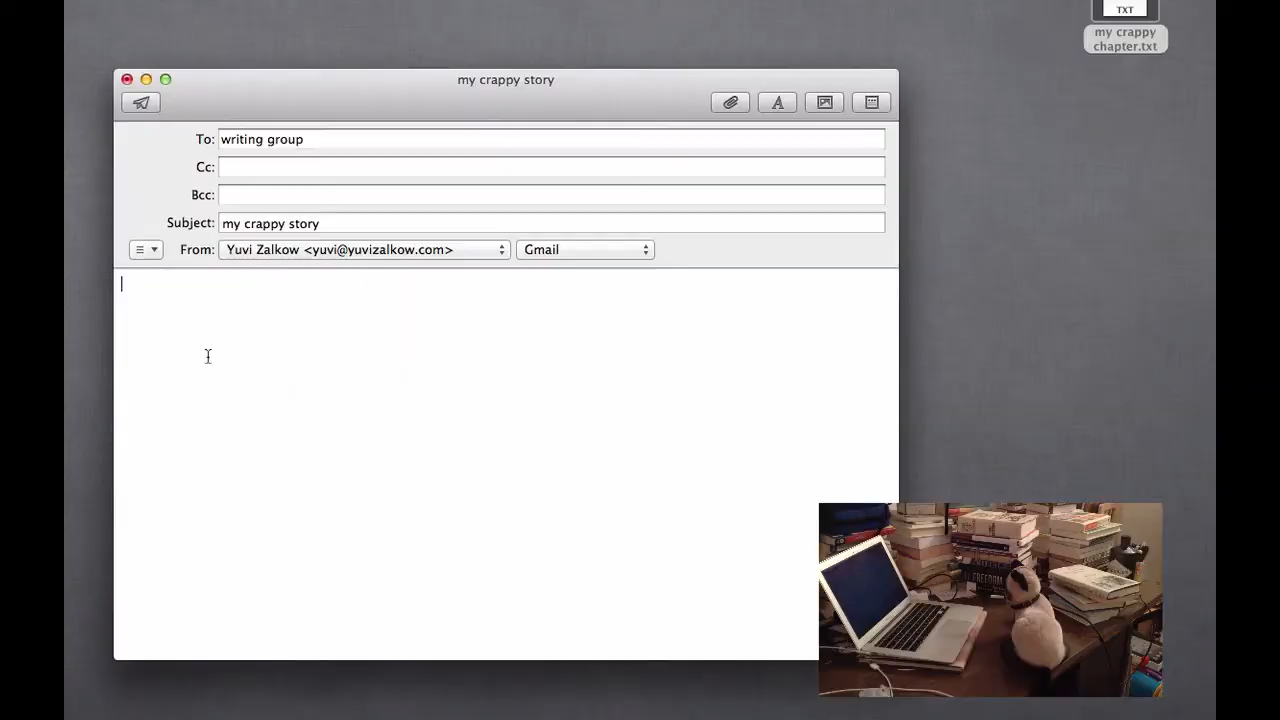 TXT
my crappy
chapter.txt
my crappy story
To: writing group
Cc:
Bcc:
Subject: my crappy story
From: Yuvi Zalkow <yuvi@yuvizalkow.com> Gmail
FREEDOM